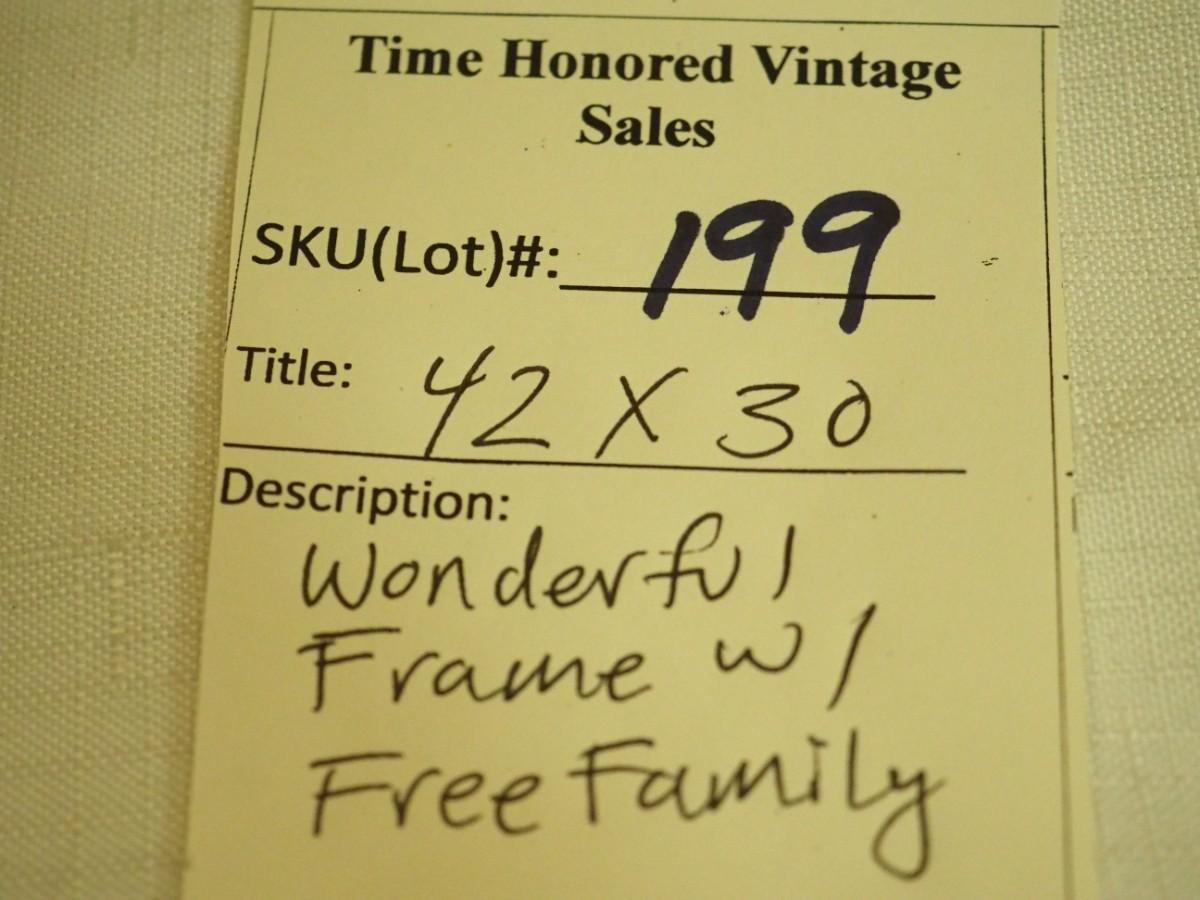 Time Honored Vintage
Sales
SKU(Lot)#: 199
Title: 42 X 30
Description:
Wonderful
Frame w/
Free Family